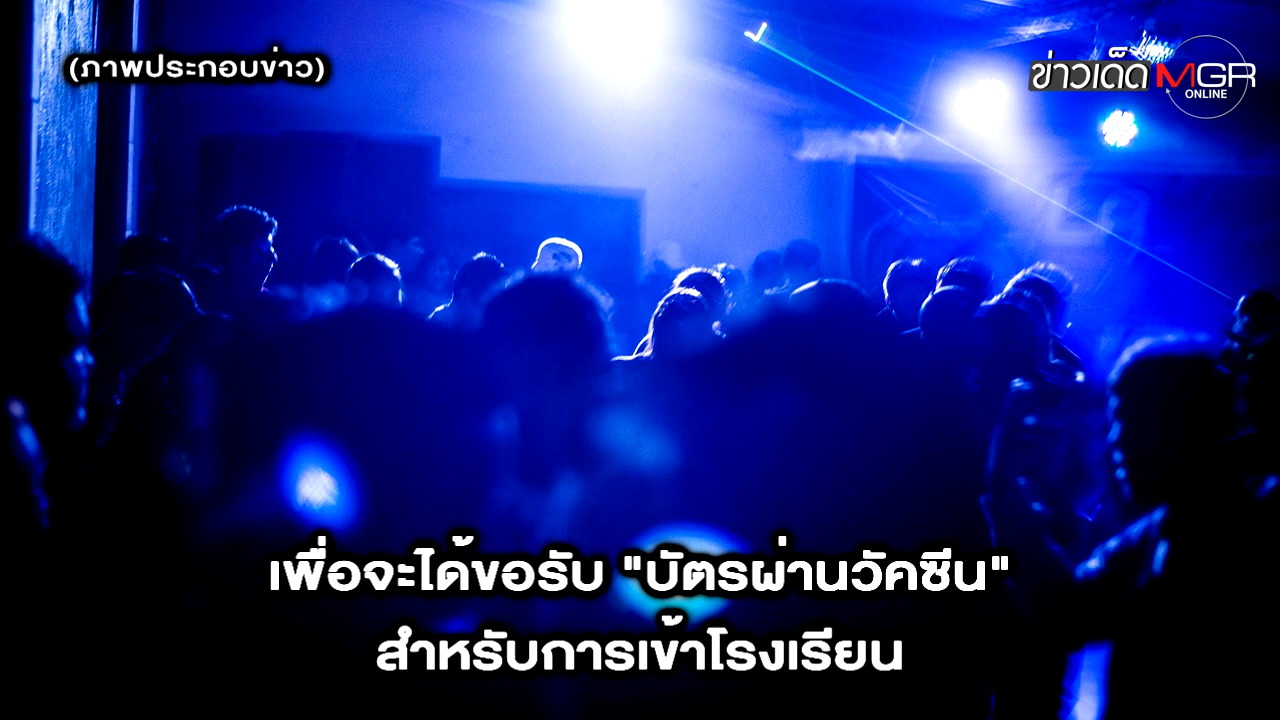 (ภาพประกอบข่าว)
ข่าวเด็ด MGR
ONLINE
เพื่อจะได้ขอรับ "บัตรผ่านวัคซีน"
สำหรับการเข้าโรงเรียน